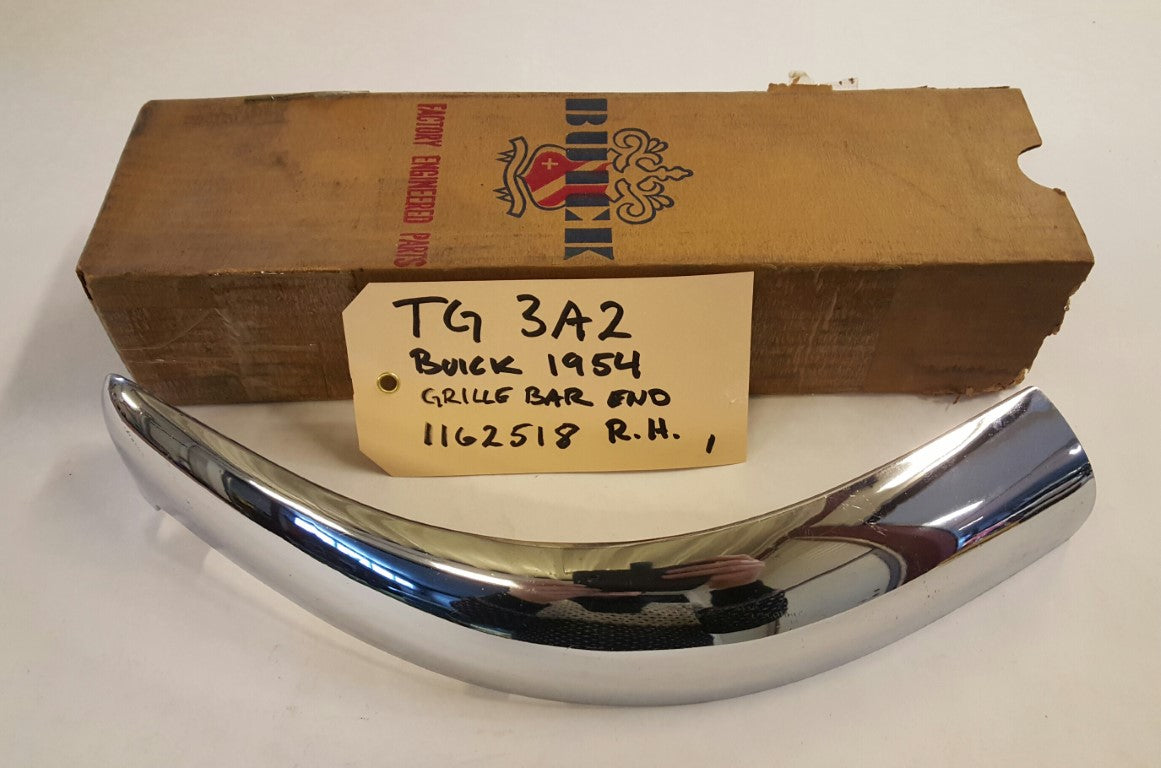 BUICK
FACTORY ENGINEERED PARTS
TG 3A2
BUICK 1954
GRILLE BAR END
1162518 R.H. 1